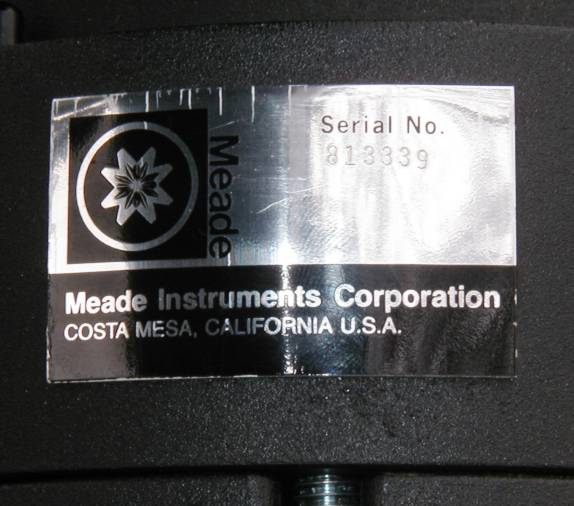 Meade
Serial No.
813339
Meade Instruments Corporation
COSTA MESA, CALIFORNIA U.S.A.